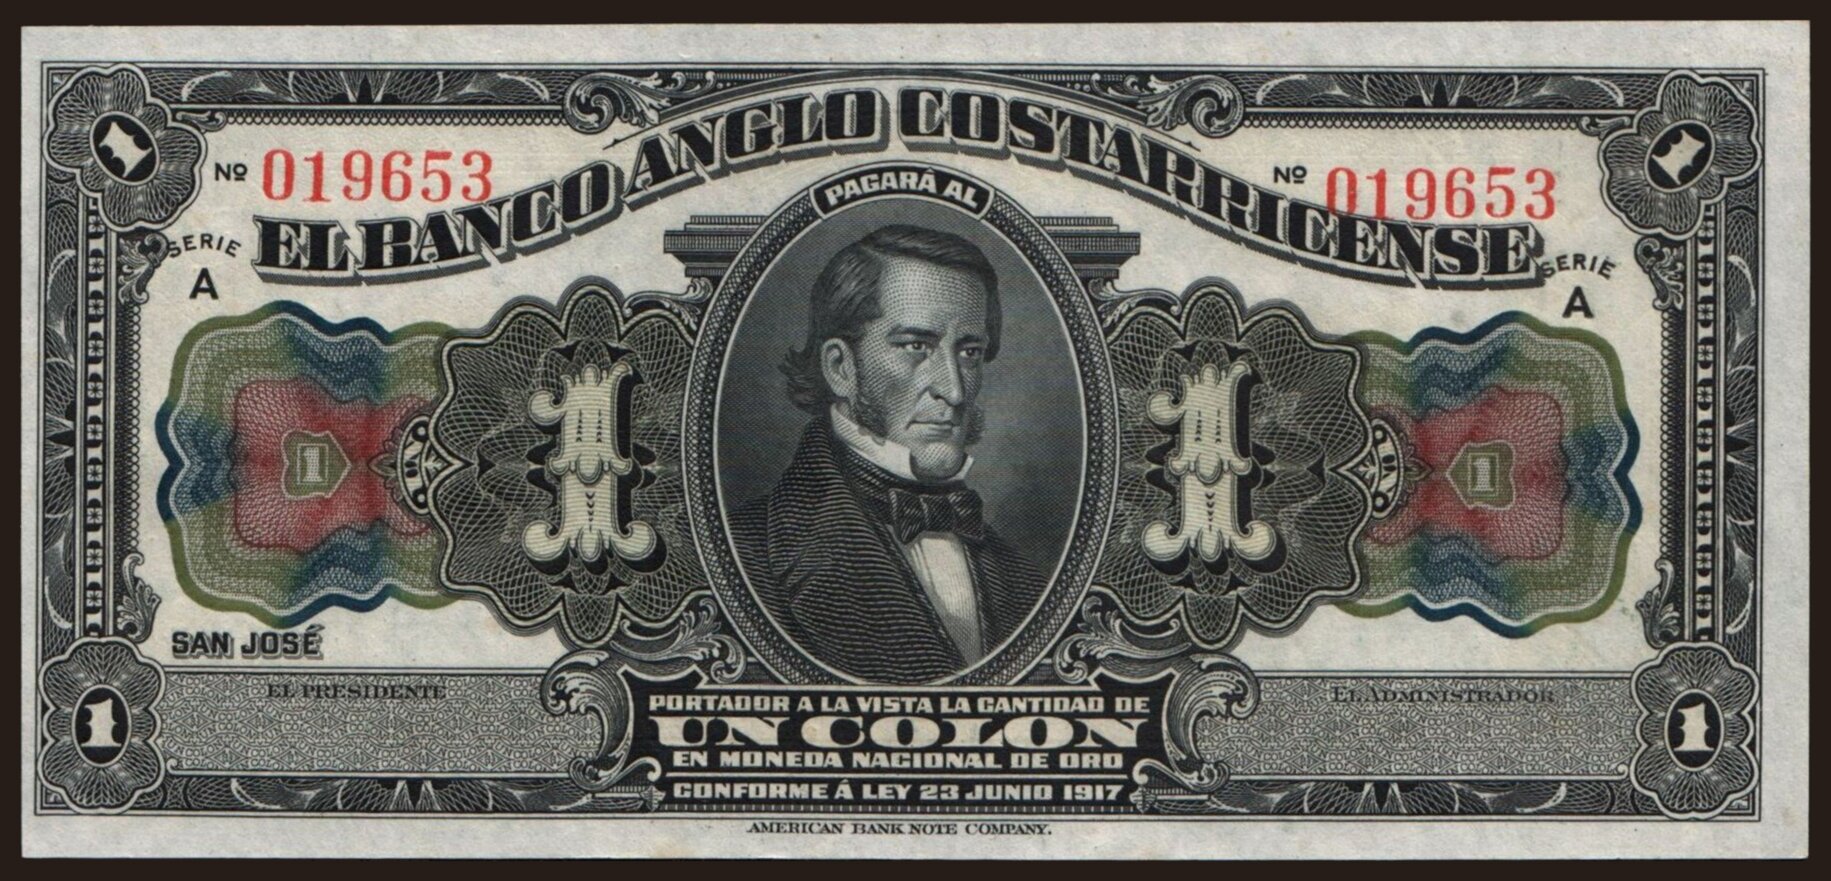 1
1
Nº 019653
Nº 019653
EL BANCO ANGLO COSTARRICENSE
SERIE
A
SERIE
A
PAGARÁ AL
1
1
1
1
SAN JOSÉ
EL PRESIDENTE
EL ADMINISTRADOR
PORTADOR A LA VISTA LA CANTIDAD DE
UN COLON
EN MONEDA NACIONAL DE ORO
CONFORME Á LEY 23 JUNIO 1917
1
1
AMERICAN BANK NOTE COMPANY.